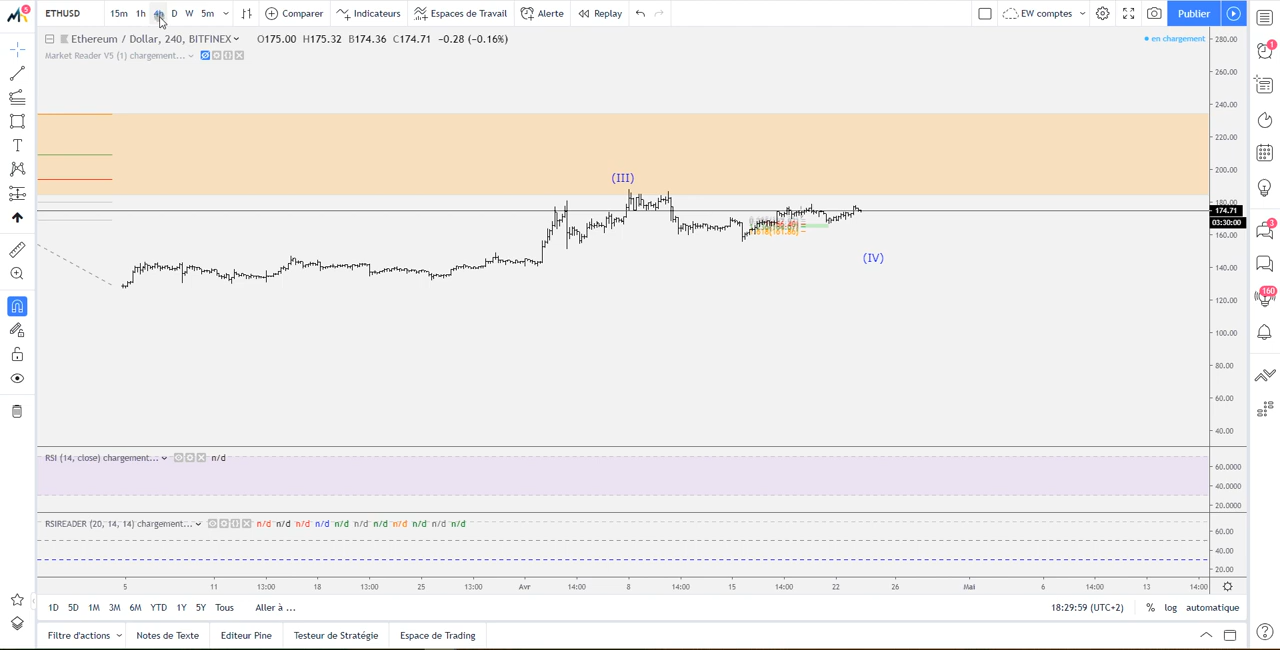 5
ETHUSD 15m 1h 4h D W 5m Comparer Indicateurs Espaces de Travail Alerte Replay EW comptes Publier
Ethereum / Dollar, 240, BITFINEX O175.00 H175.32 B174.36 C174.71 −0.28 (−0.16%)
en chargement
Market Reader V5 (1) chargement...
280.00
260.00
240.00
220.00
200.00
180.00
174.71
03:30:00
160.00
140.00
120.00
100.00
80.00
60.00
40.00
(III)
(IV)
1
3
160
RSI (14, close) chargement... n/d
60.0000
40.0000
20.0000
RSIREADER (20, 14, 14) chargement... n/d n/d n/d n/d n/d n/d n/d n/d n/d n/d n/d
60.00
40.00
20.00
5 11 13:00 18 13:00 25 13:00 Avr 14:00 8 14:00 15 14:00 22 26 Mai 6 14:00 13 14:00
1D 5D 1M 3M 6M YTD 1Y 5Y Tous Aller à ... 18:29:59 (UTC+2) % log automatique
Filtre d'actions Notes de Texte Editeur Pine Testeur de Stratégie Espace de Trading